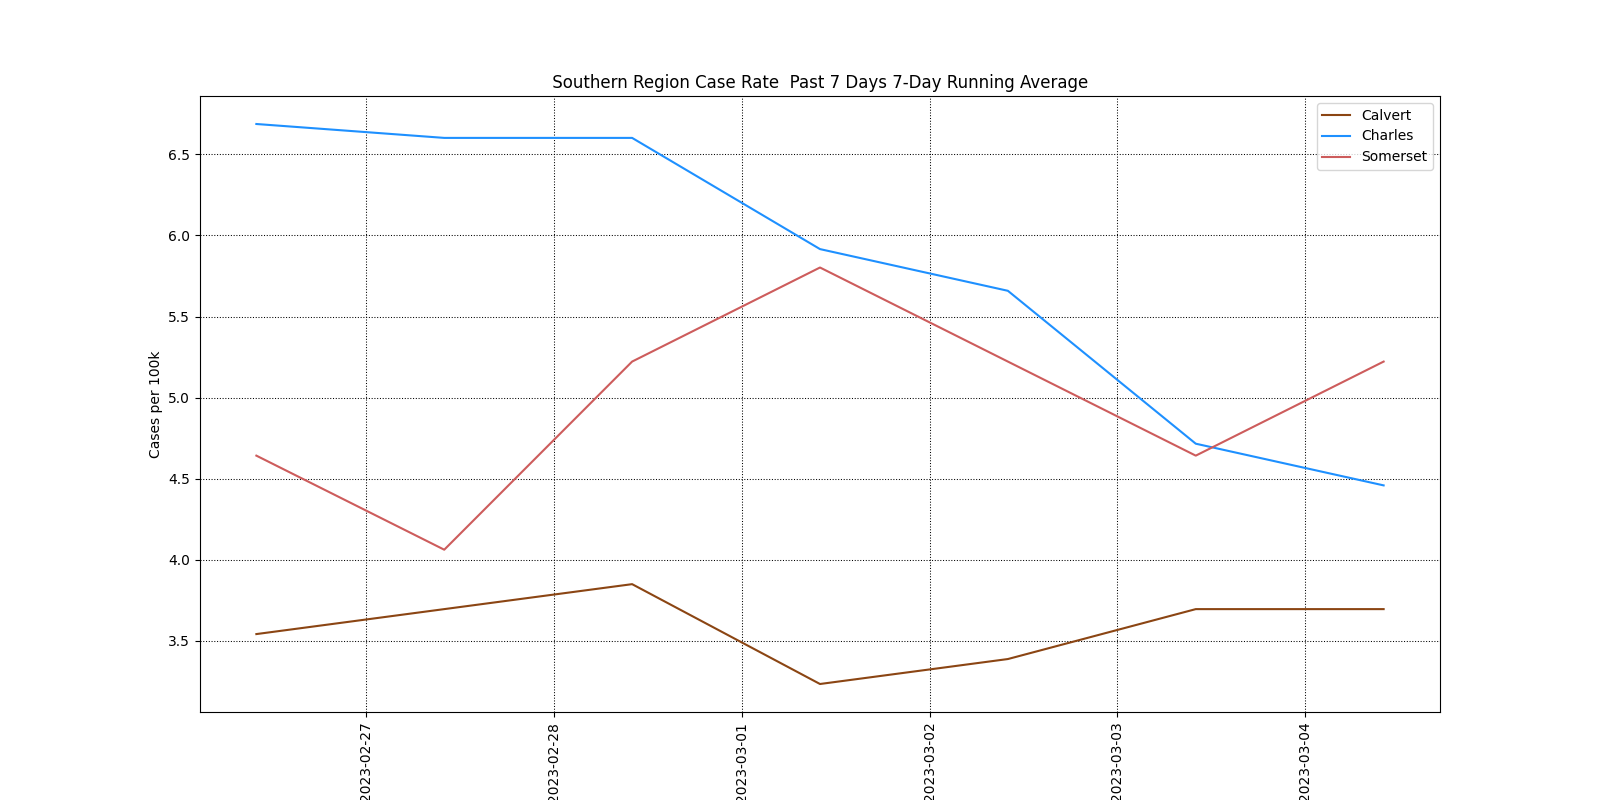 Southern Region Case Rate  Past 7 Days 7-Day Running Average
Calvert
Charles
Somerset
6.5
6.0
5.5
5.0
4.5
4.0
3.5
Cases per 100k
2023-02-27
2023-02-28
2023-03-01
2023-03-02
2023-03-03
2023-03-04